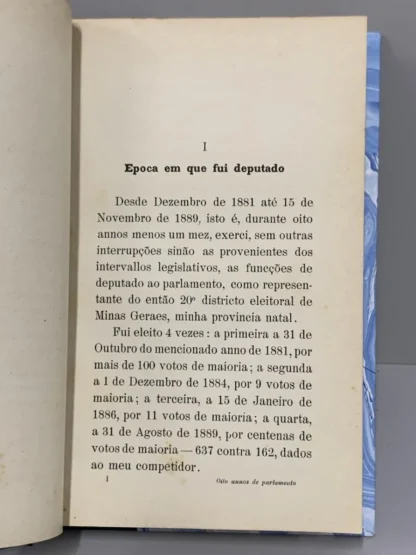 I
Epoca em que fui deputado
Desde Dezembro de 1881 até 15 de
Novembro de 1889, isto é, durante oito
annos menos um mez, exerci, sem outras
interrupções sinão as provenientes dos
intervallos legislativos, as funcções de
deputado ao parlamento, como represen-
tante do então 20º districto eleitoral de
Minas Geraes, minha provincia natal.
Fui eleito 4 vezes : a primeira a 31 de
Outubro do mencionado anno de 1881, por
mais de 100 votos de maioria ; a segunda
a 1 de Dezembro de 1884, por 9 votos de
maioria ; a terceira, a 15 de Janeiro de
1886, por 11 votos de maioria ; a quarta,
a 31 de Agosto de 1889, por centenas de
votos de maioria — 637 contra 162, dados
ao meu competidor.
1 Oito annos de parlamento